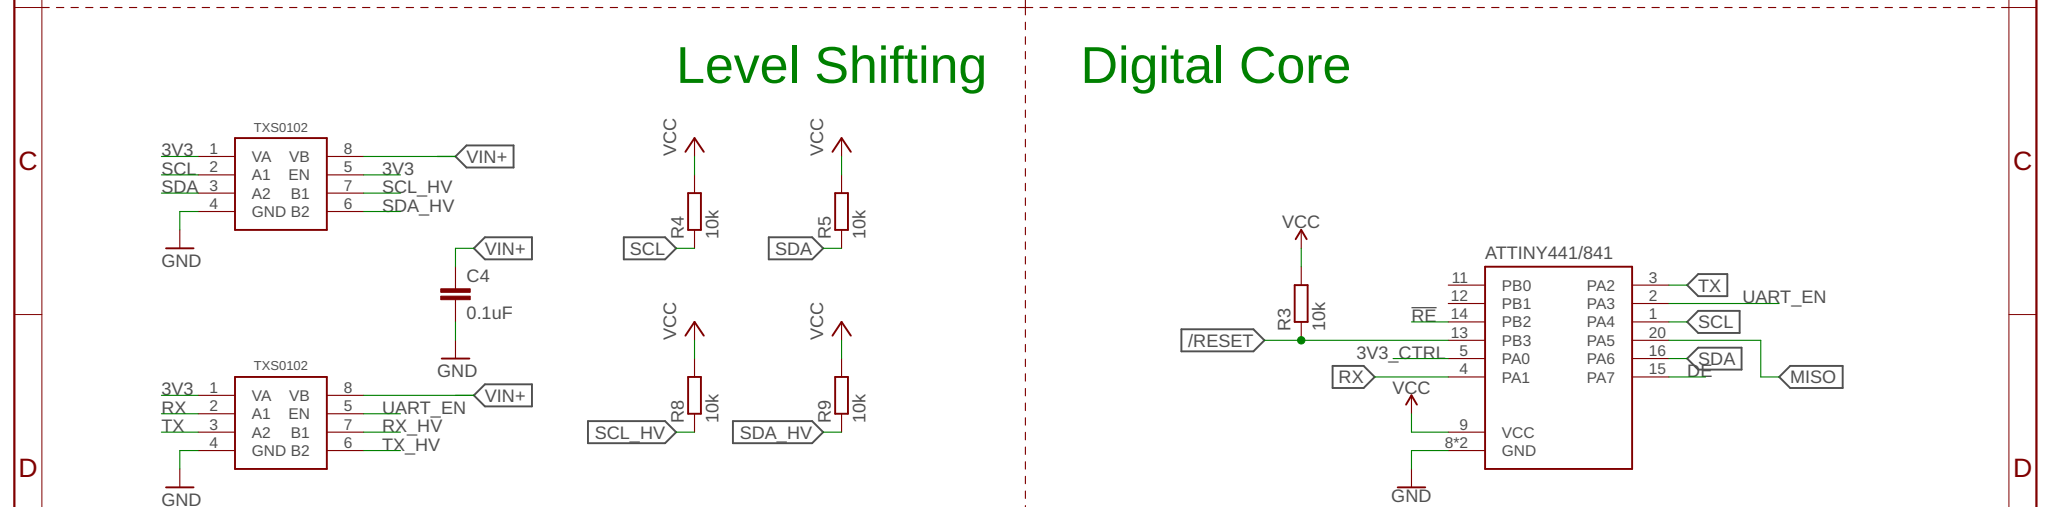 Level Shifting
Digital Core
C
C
D
D
TXS0102
3V3 1 VA VB 8 VIN+
SCL 2 A1 EN 5 3V3
SDA 3 A2 B1 7 SCL_HV
4 GND B2 6 SDA_HV
GND
VIN+
C4
0.1uF
GND
TXS0102
3V3 1 VA VB 8 VIN+
RX 2 A1 EN 5 UART_EN
TX 3 A2 B1 7 RX_HV
4 GND B2 6 TX_HV
GND
VCC
R4
10k
SCL
VCC
R5
10k
SDA
VCC
R8
10k
SCL_HV
VCC
R9
10k
SDA_HV
VCC
R3
10k
/RESET
ATTINY441/841
11 PB0 PA2 3 TX
12 PB1 PA3 2 UART_EN
RE 14 PB2 PA4 1 SCL
13 PB3 PA5 20
3V3_CTRL 5 PA0 PA6 16 SDA
RX 4 PA1 PA7 15 DE
MISO
VCC
9 VCC
8*2 GND
GND